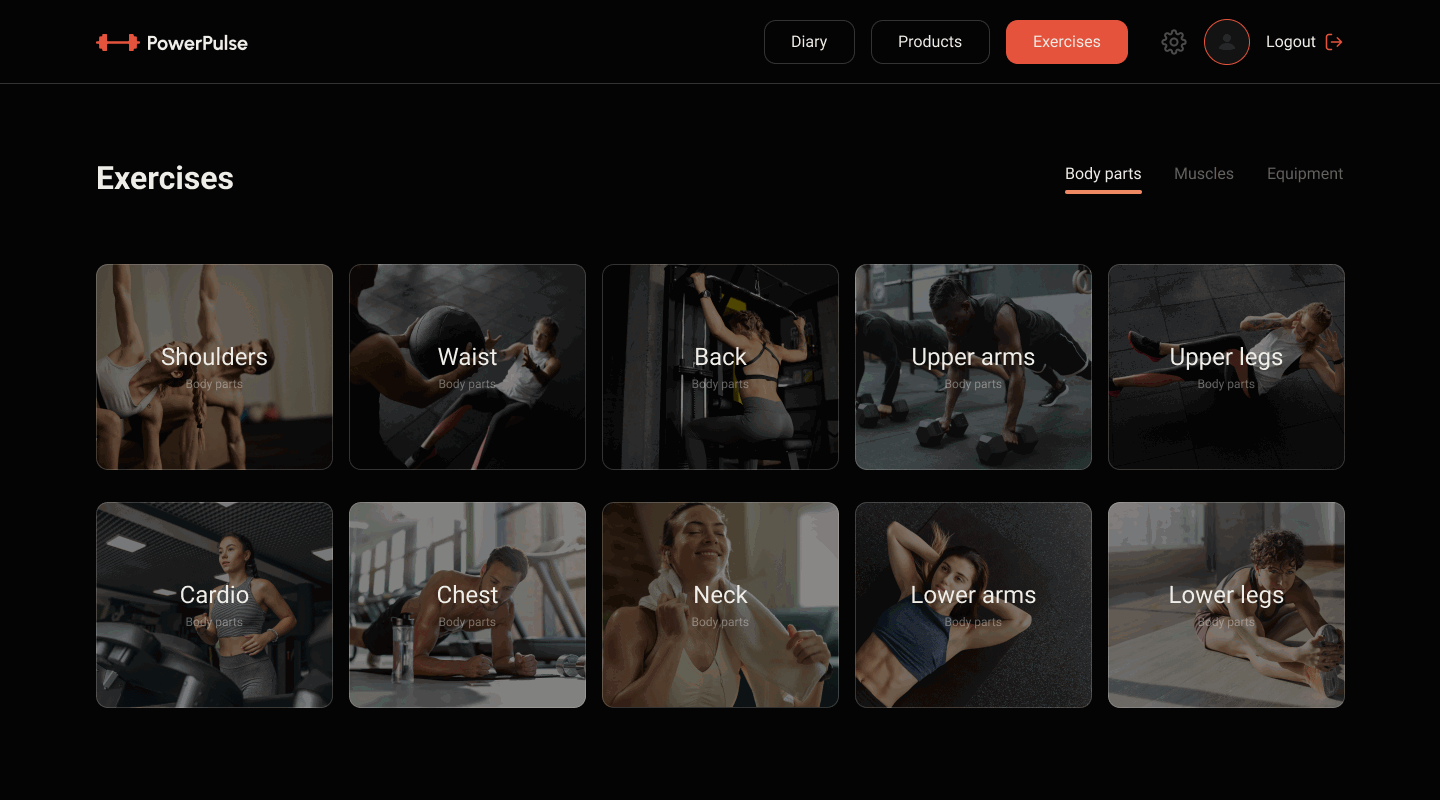 PowerPulse
Diary
Products
Exercises
Logout
Exercises
Body parts
Muscles
Equipment
Shoulders
Body parts
Waist
Body parts
Back
Body parts
Upper arms
Body parts
Upper legs
Body parts
Cardio
Body parts
Chest
Body parts
Neck
Body parts
Lower arms
Body parts
Lower legs
Body parts